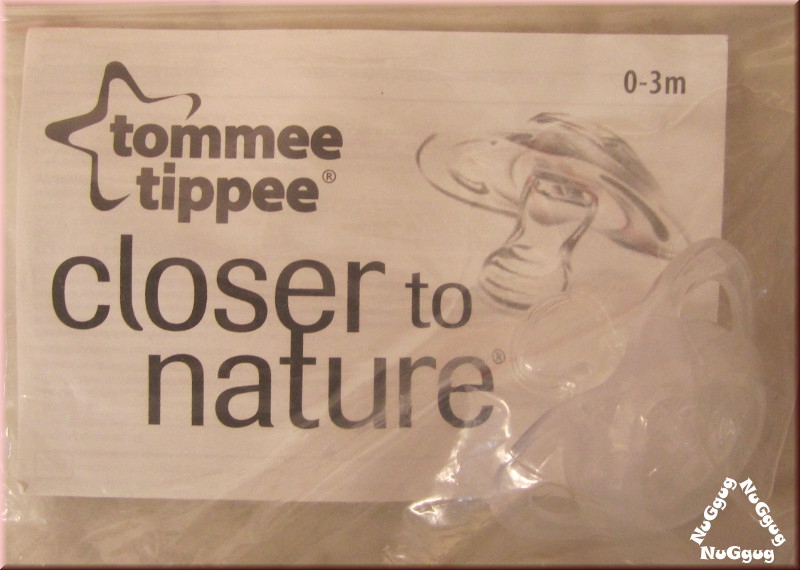 0-3m
tommee
tippee®
closer to
nature®
NuGgug NuGgug
NuGgug